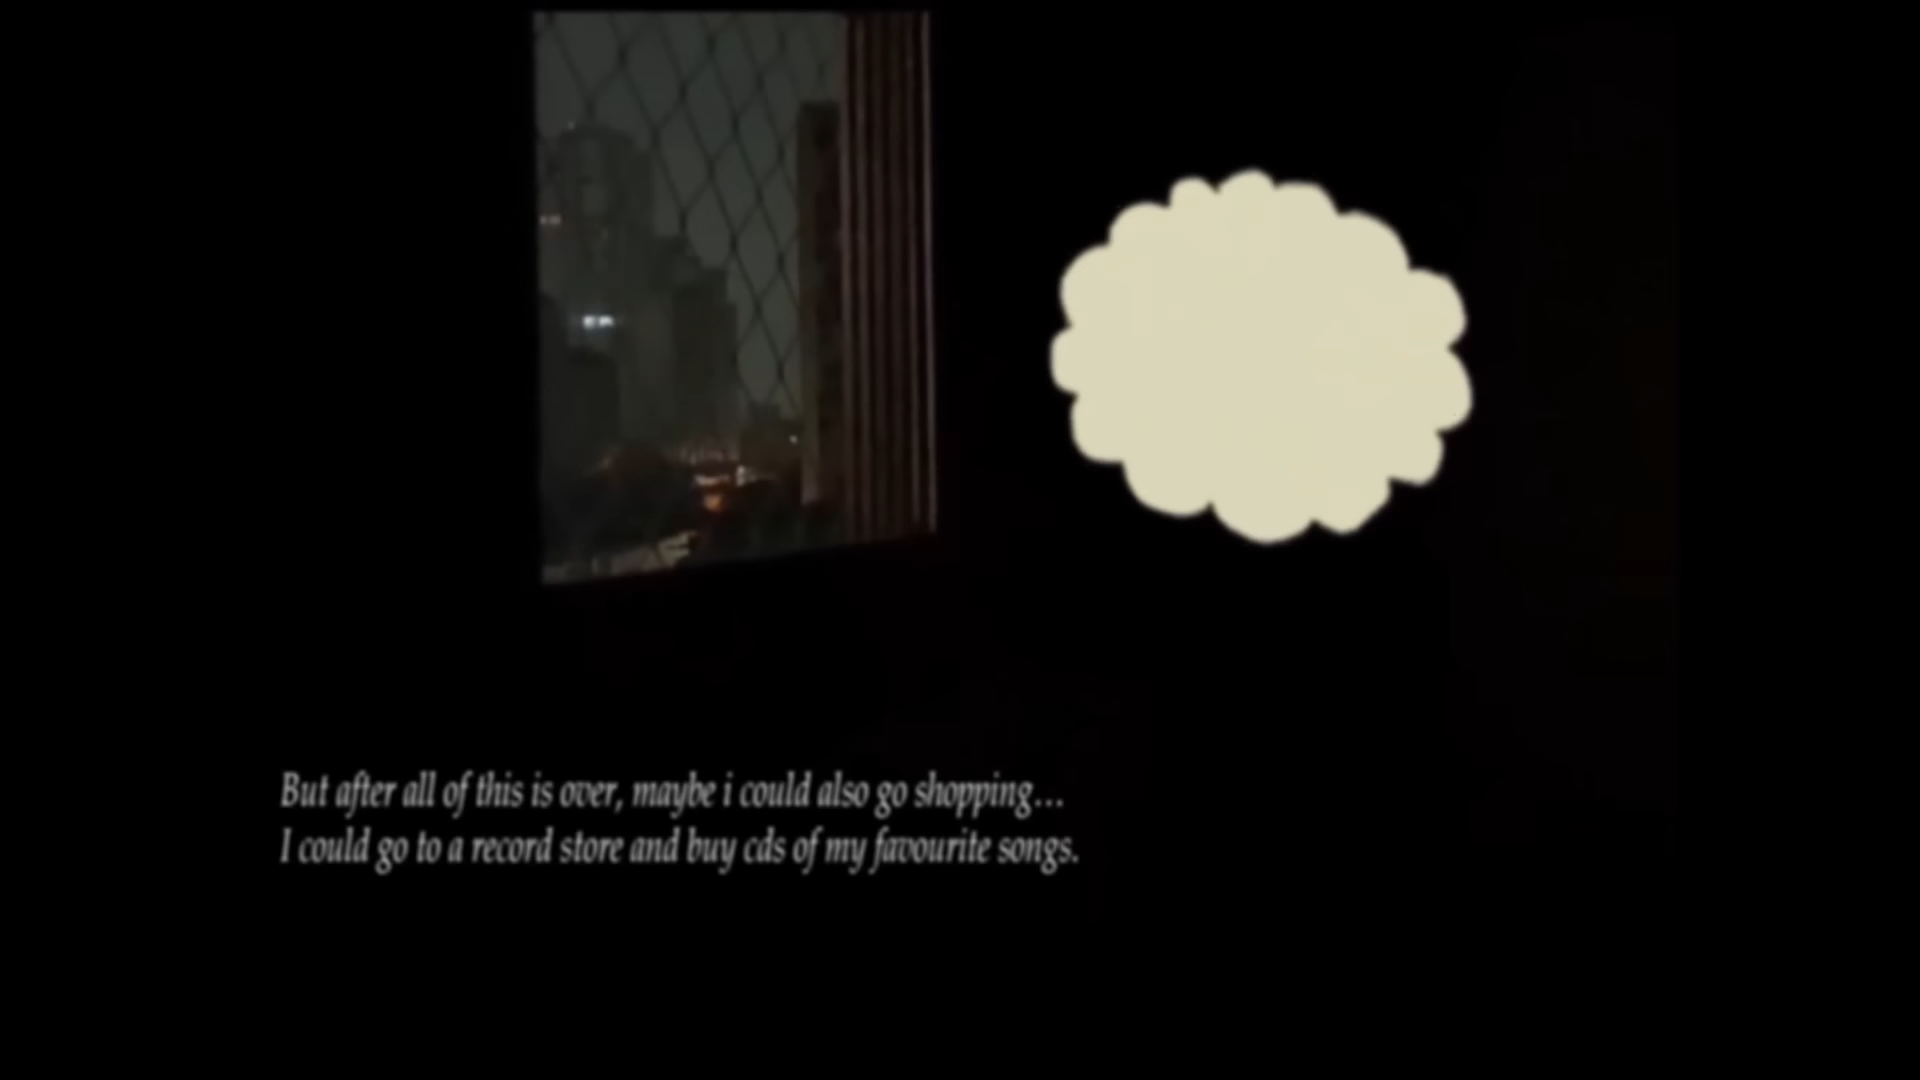 But after all of this is over, maybe i could also go shopping...
I could go to a record store and buy cds of my favourite songs.